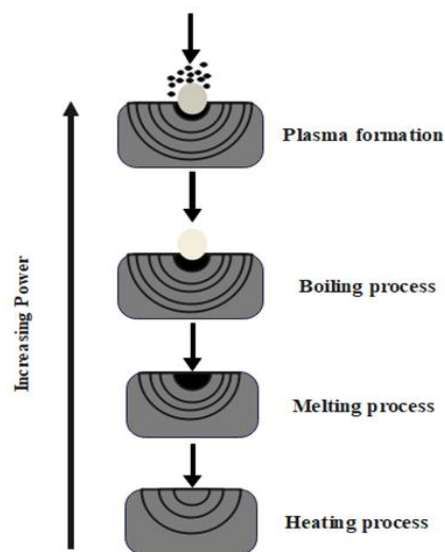 Plasma formation
Boiling process
Increasing Power
Melting process
Heating process